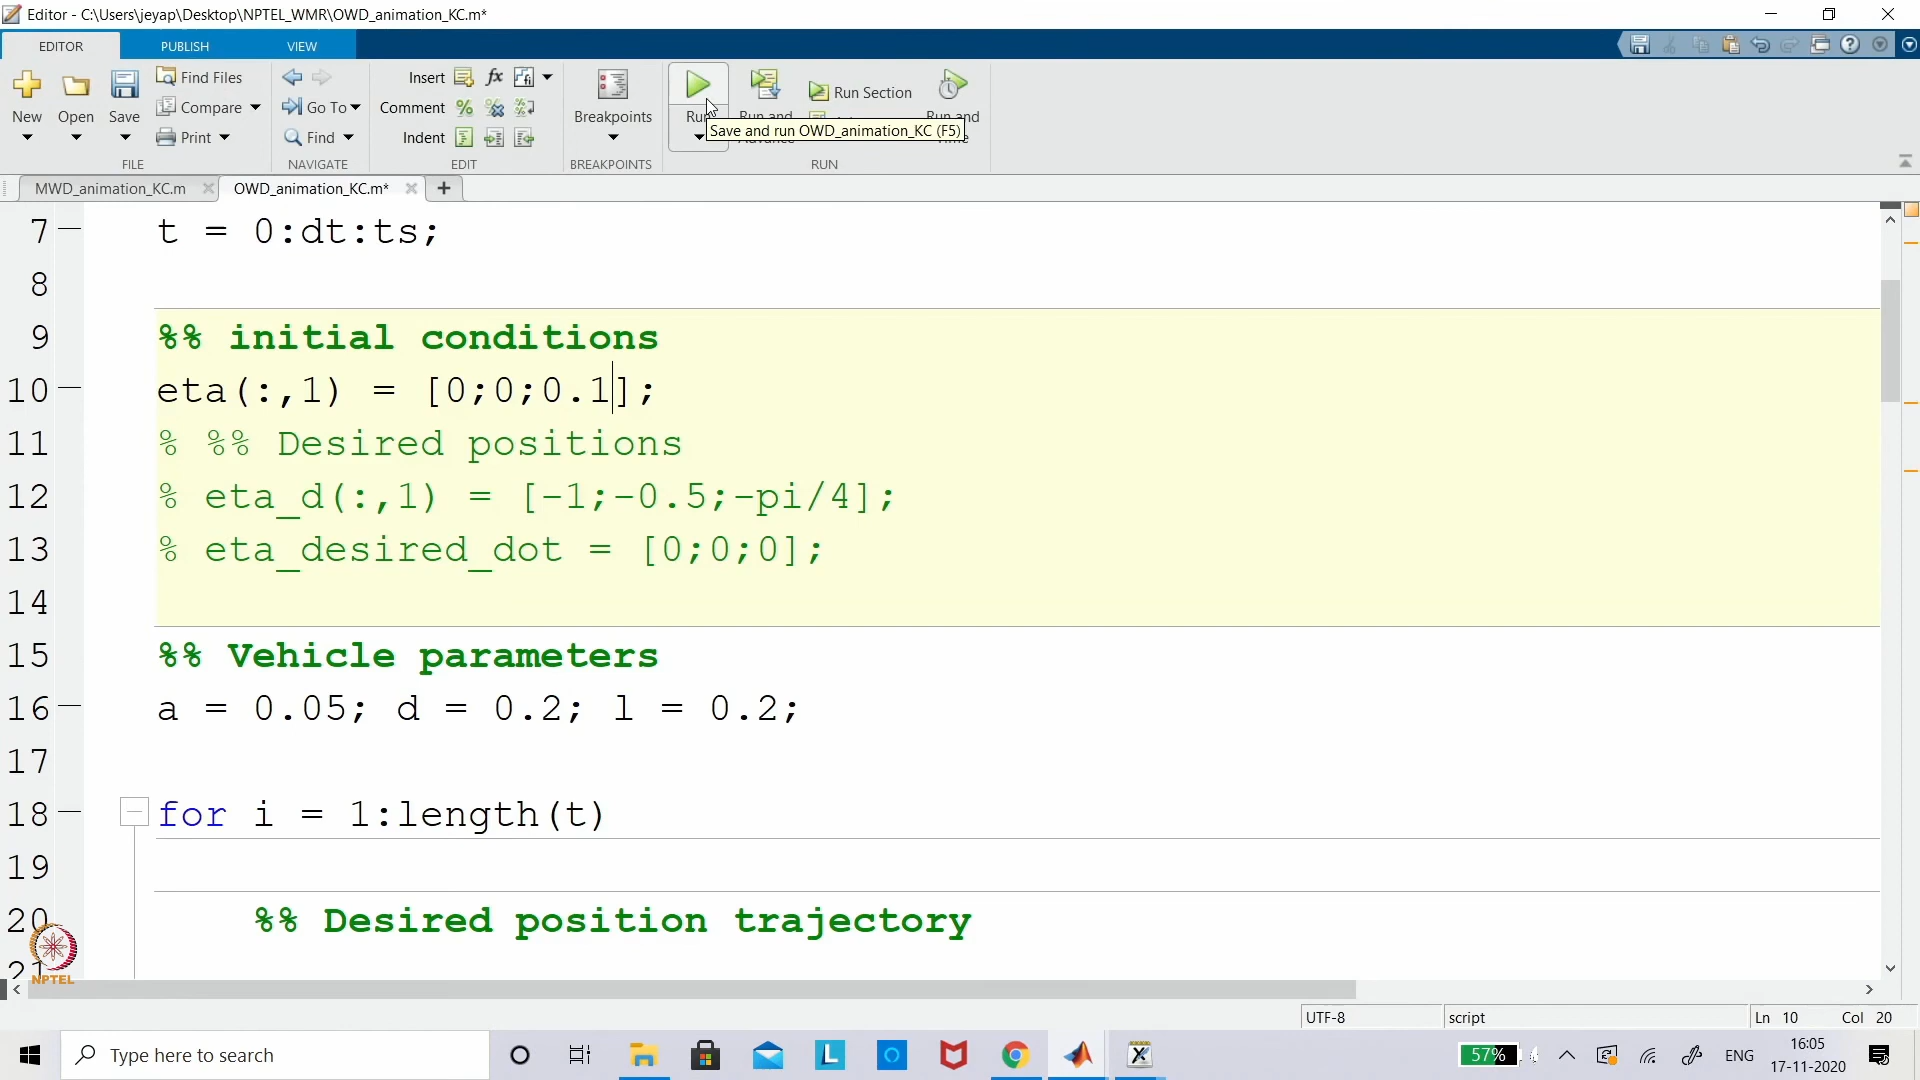 Editor - C:\Users\jeyap\Desktop\NPTEL_WMR\OWD_animation_KC.m*
EDITOR PUBLISH VIEW
New Open Save Find Files Compare Print
FILE
Go To Find
NAVIGATE
Insert fx
Comment
Indent
EDIT
Breakpoints
BREAKPOINTS
Run Run Section
RUN
Save and run OWD_animation_KC (F5)
MWD_animation_KC.m OWD_animation_KC.m* +
7 t = 0:dt:ts;
8
9 %% initial conditions
10 eta(:,1) = [0;0;0.1];
11 % %% Desired positions
12 % eta_d(:,1) = [-1;-0.5;-pi/4];
13 % eta_desired_dot = [0;0;0];
14
15 %% Vehicle parameters
16 a = 0.05; d = 0.2; l = 0.2;
17
18 for i = 1:length(t)
19
20 %% Desired position trajectory
21
NPTEL
UTF-8 script Ln 10 Col 20
Type here to search
57% ENG 16:05
17-11-2020